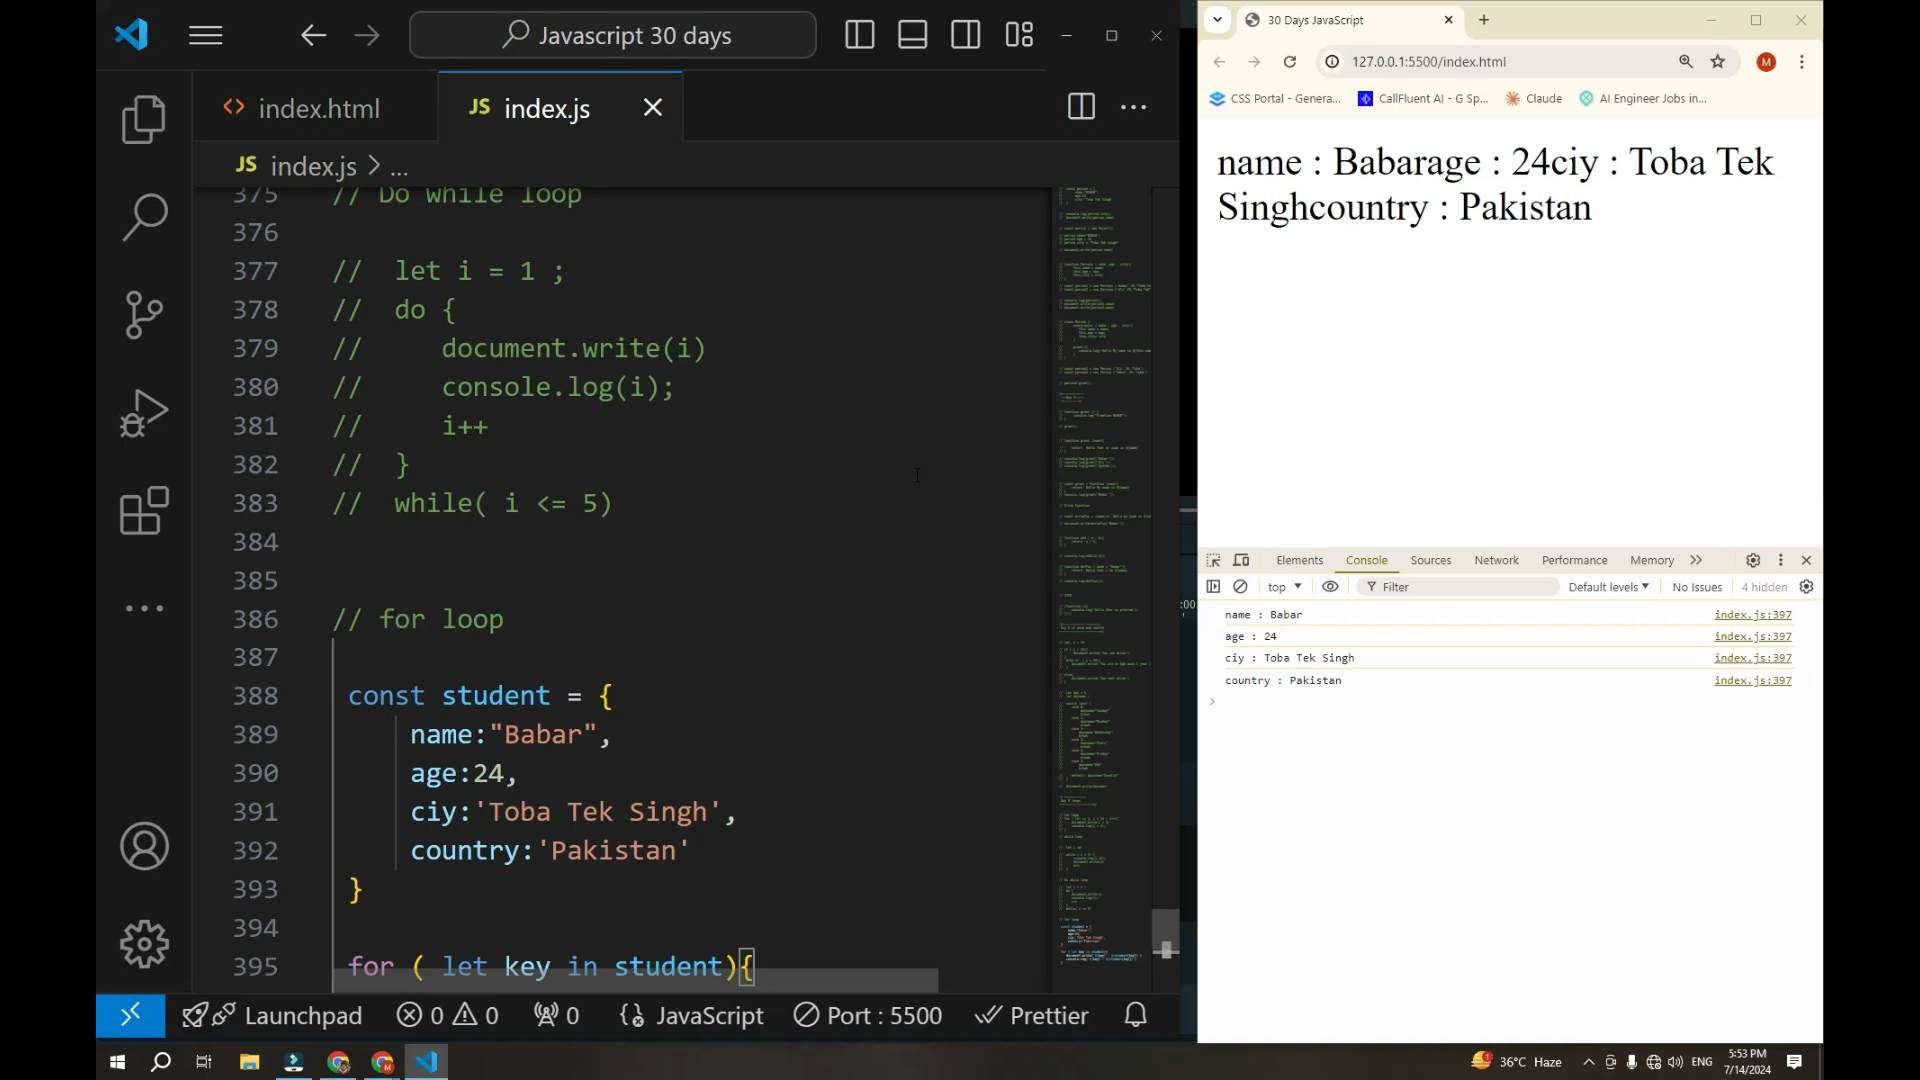 Javascript 30 days
index.html
JS index.js
JS index.js > ...
375 // Do while loop
376
377 // let i = 1 ;
378 // do {
379 // document.write(i)
380 // console.log(i);
381 // i++
382 // }
383 // while( i <= 5)
384
385
386 // for loop
387
388 const student = {
389 name:"Babar",
390 age:24,
391 ciy:'Toba Tek Singh',
392 country:'Pakistan'
393 }
394
395 for ( let key in student){
Launchpad 0 0 0 JavaScript Port : 5500 Prettier
30 Days JavaScript
127.0.0.1:5500/index.html
M
CSS Portal - Genera... CallFluent AI - G Sp... Claude AI Engineer Jobs in...
name : Babarage : 24ciy : Toba Tek
Singhcountry : Pakistan
Elements Console Sources Network Performance Memory
top Filter Default levels No Issues 4 hidden
name : Babar index.js:397
age : 24 index.js:397
ciy : Toba Tek Singh index.js:397
country : Pakistan index.js:397
36°C Haze ENG 5:53 PM
7/14/2024